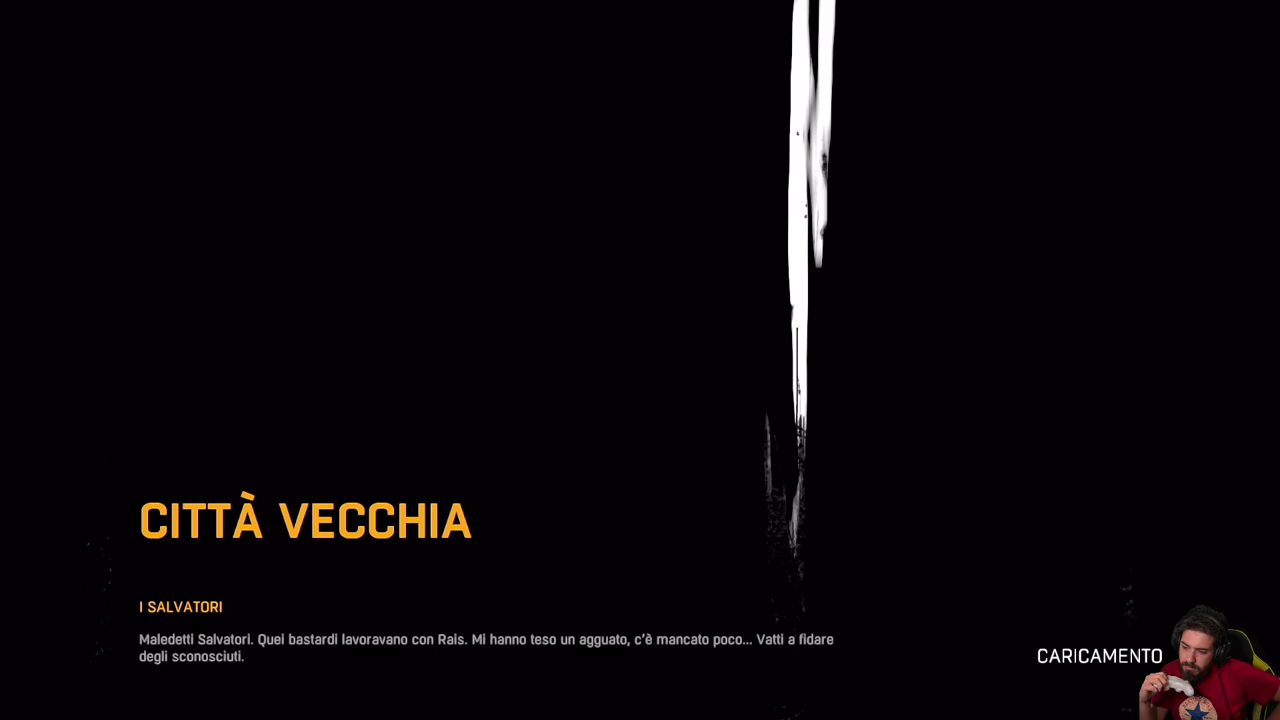 CITTÀ VECCHIA
I SALVATORI
Maledetti Salvatori. Quei bastardi lavoravano con Rais. Mi hanno teso un agguato, c'è mancato poco... Vatti a fidare
degli sconosciuti.
CARICAMENTO